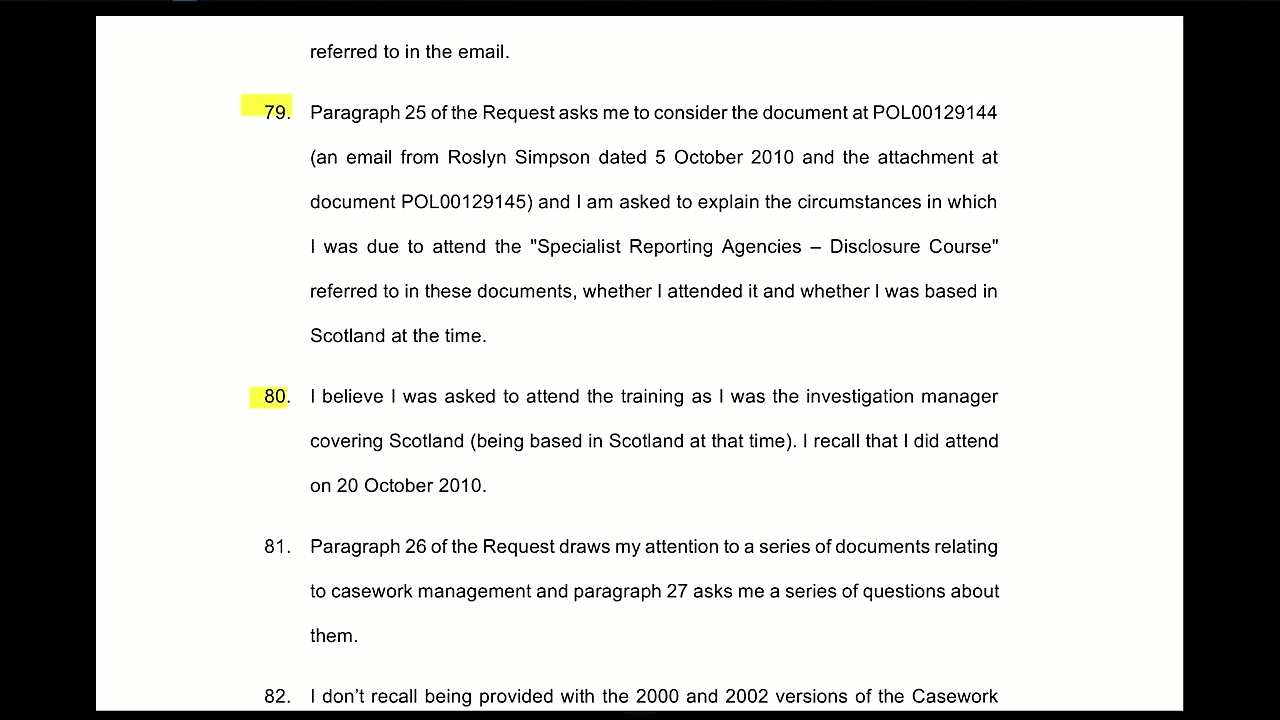 referred to in the email.
79. Paragraph 25 of the Request asks me to consider the document at POL00129144
(an email from Roslyn Simpson dated 5 October 2010 and the attachment at
document POL00129145) and I am asked to explain the circumstances in which
I was due to attend the "Specialist Reporting Agencies – Disclosure Course"
referred to in these documents, whether I attended it and whether I was based in
Scotland at the time.
80. I believe I was asked to attend the training as I was the investigation manager
covering Scotland (being based in Scotland at that time). I recall that I did attend
on 20 October 2010.
81. Paragraph 26 of the Request draws my attention to a series of documents relating
to casework management and paragraph 27 asks me a series of questions about
them.
82. I don’t recall being provided with the 2000 and 2002 versions of the Casework